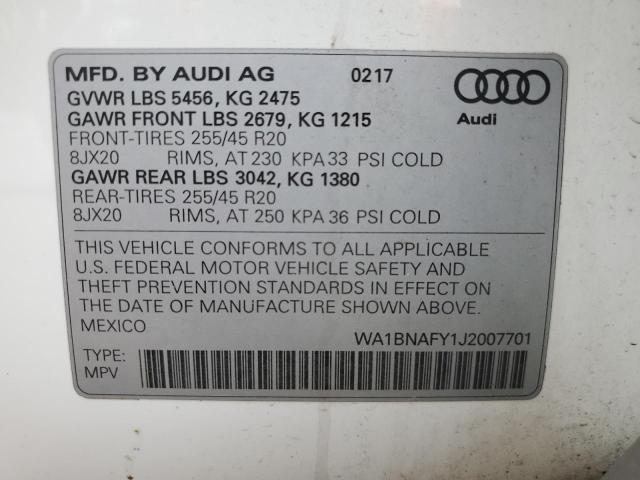 MFD. BY AUDI AG 0217
GVWR LBS 5456, KG 2475
GAWR FRONT LBS 2679, KG 1215
Audi
FRONT-TIRES 255/45 R20
8JX20 RIMS, AT 230 KPA 33 PSI COLD
GAWR REAR LBS 3042, KG 1380
REAR-TIRES 255/45 R20
8JX20 RIMS, AT 250 KPA 36 PSI COLD
THIS VEHICLE CONFORMS TO ALL APPLICABLE
U.S. FEDERAL MOTOR VEHICLE SAFETY AND
THEFT PREVENTION STANDARDS IN EFFECT ON
THE DATE OF MANUFACTURE SHOWN ABOVE.
MEXICO WA1BNAFY1J2007701
TYPE:
MPV